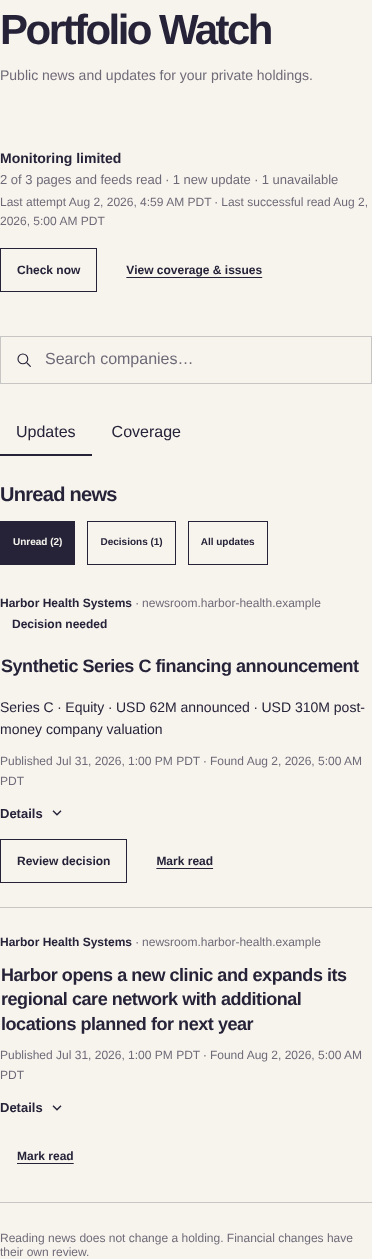 Portfolio Watch
Public news and updates for your private holdings.
Monitoring limited
2 of 3 pages and feeds read · 1 new update · 1 unavailable
Last attempt Aug 2, 2026, 4:59 AM PDT · Last successful read Aug 2,
2026, 5:00 AM PDT
Check now View coverage & issues
Search companies…
Updates Coverage
Unread news
Unread (2) Decisions (1) All updates
Harbor Health Systems · newsroom.harbor-health.example
Decision needed
Synthetic Series C financing announcement
Series C · Equity · USD 62M announced · USD 310M post-
money company valuation
Published Jul 31, 2026, 1:00 PM PDT · Found Aug 2, 2026, 5:00 AM
PDT
Details
Review decision Mark read
Harbor Health Systems · newsroom.harbor-health.example
Harbor opens a new clinic and expands its
regional care network with additional
locations planned for next year
Published Jul 31, 2026, 1:00 PM PDT · Found Aug 2, 2026, 5:00 AM
PDT
Details
Mark read
Reading news does not change a holding. Financial changes have
their own review.